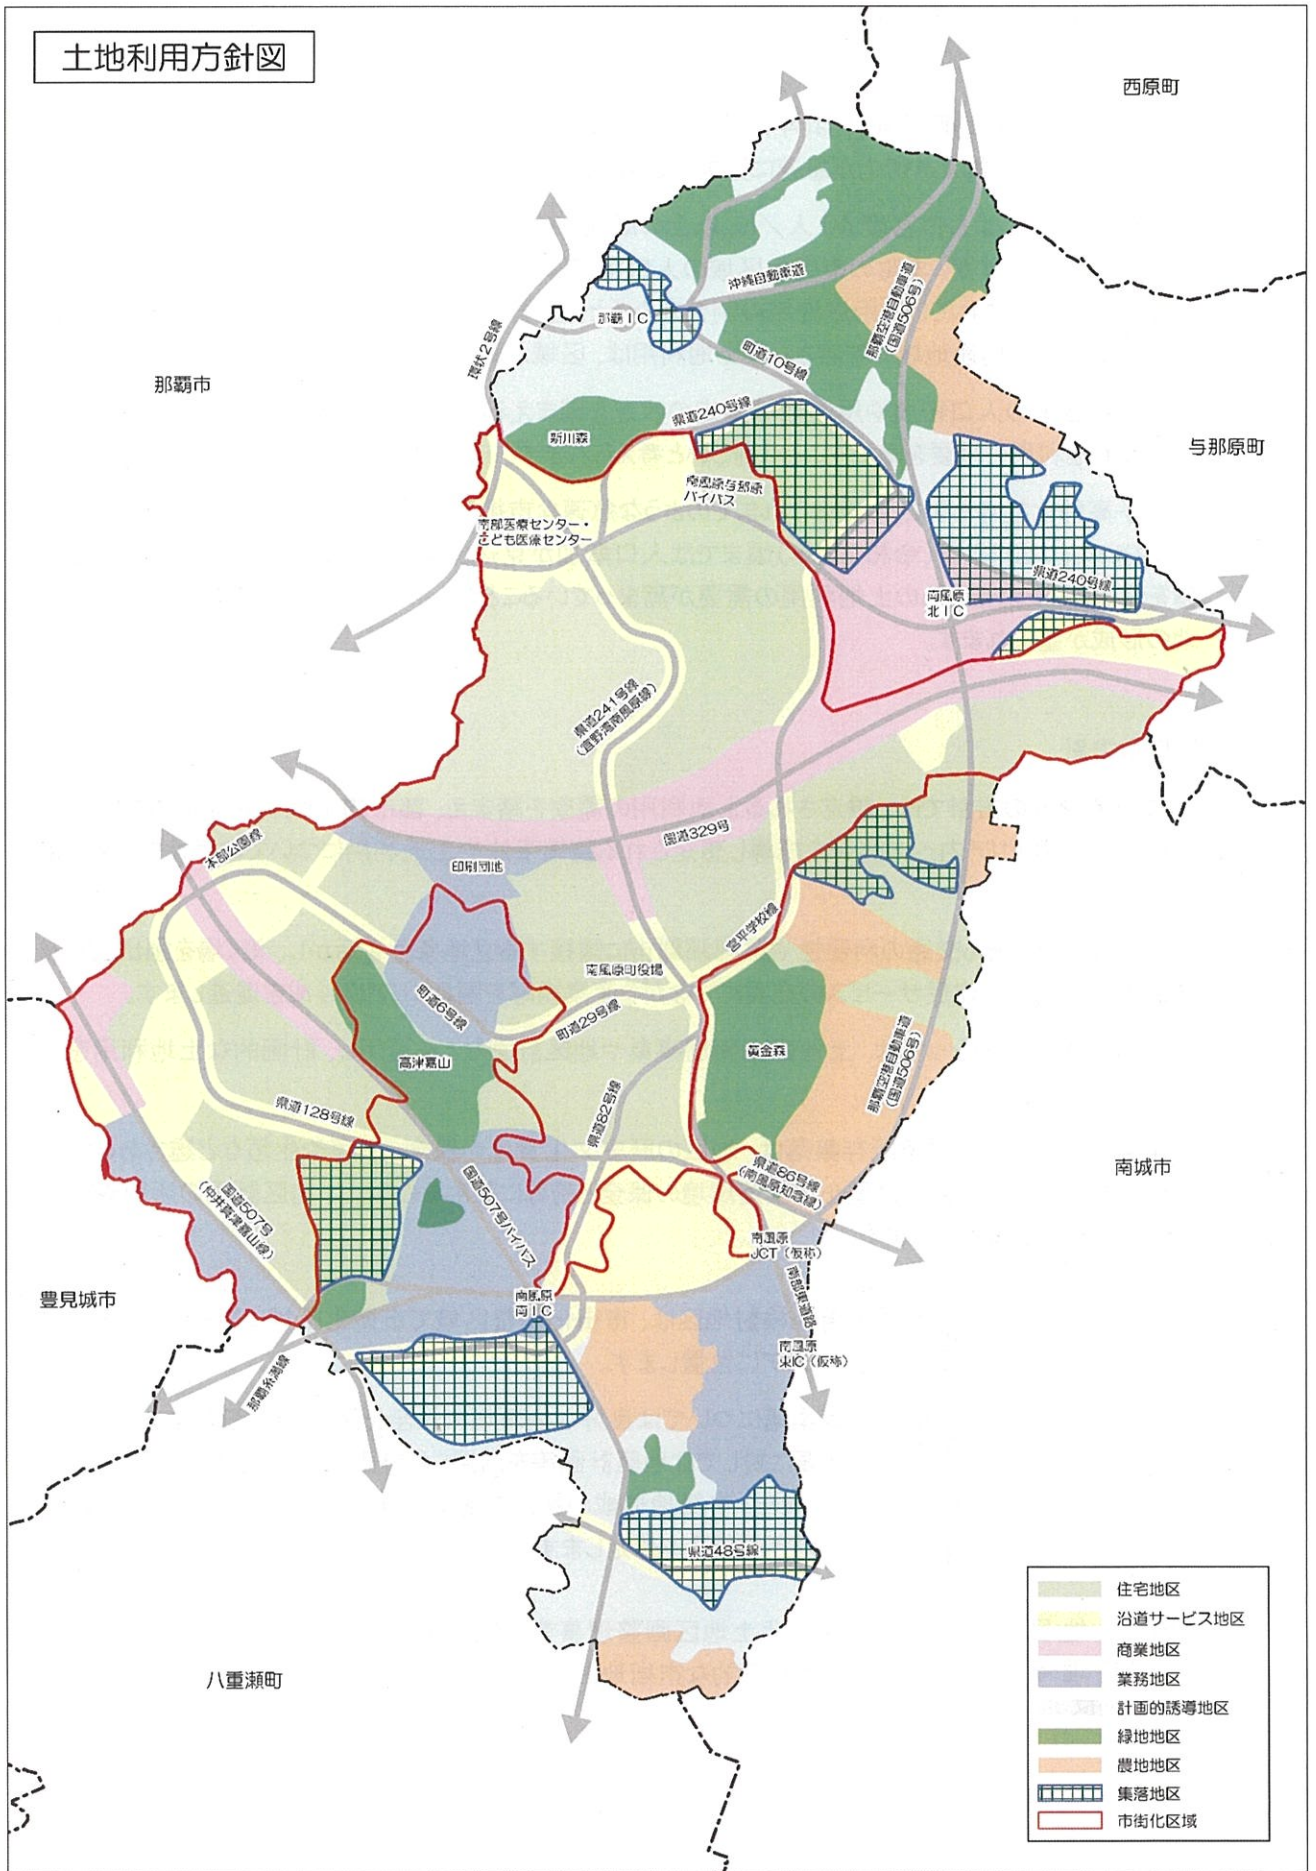 土地利用方針図
西原町
沖縄自動車道
那覇空港自動車道
(国道506号)
那覇IC
環状2号線
町道10号線
那覇市
県道240号線
新川森
与那原町
南風原与那原
バイパス
南部医療センター・
こども医療センター
県道240号線
南風原
北IC
県道241号線
(宜野湾南風原線)
国道329号
本部公園線
印刷団地
宮平学校線
南風原町役場
町道6号線
町道29号線
黄金森
高津嘉山
那覇空港自動車道
(国道506号)
県道82号線
県道128号線
南城市
県道86号線
(南風原知念線)
国道507号バイパス
国道507号
(仲井真津嘉山線)
南風原
JCT(仮称)
南部東道路
豊見城市
南風原
南IC
南風原
東IC(仮称)
那覇糸満線
県道48号線
八重瀬町
住宅地区
沿道サービス地区
商業地区
業務地区
計画的誘導地区
緑地地区
農地地区
集落地区
市街化区域